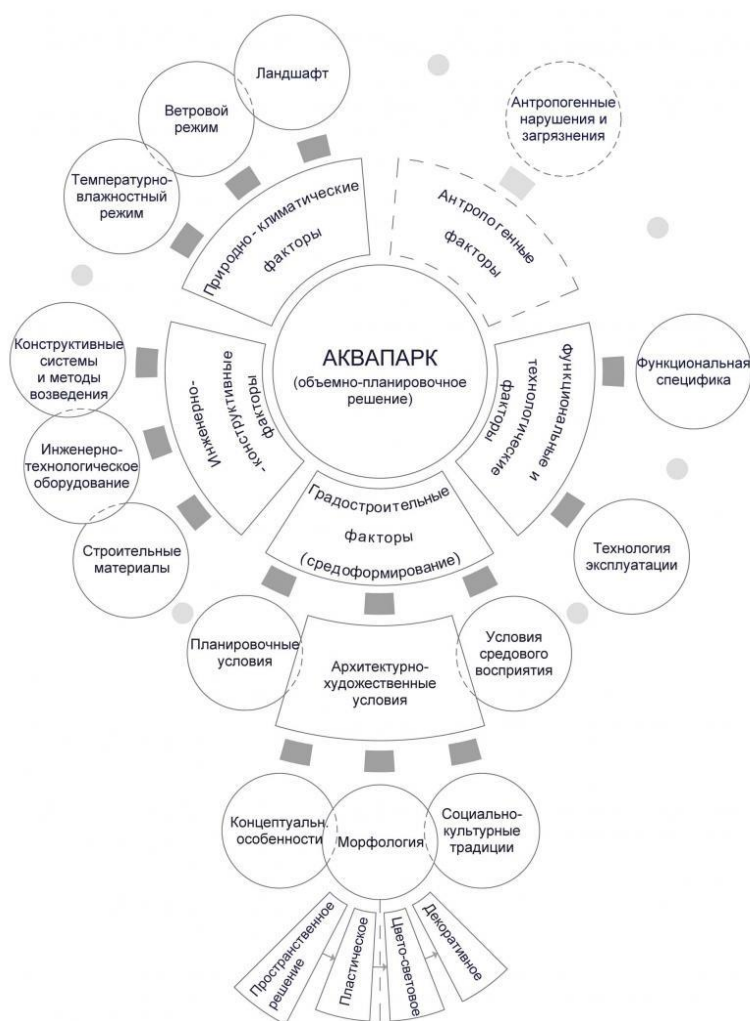 Ландшафт
Ветровой
режим
Температурно-
влажностный
режим
Природно-климатические
факторы
Антропогенные
нарушения и
загрязнения
Антропогенные
факторы
АКВАПАРК
(объемно-планировочное
решение)
Конструктивные
системы
и методы
возведения
Инженерно-
технологическое
оборудование
Строительные
материалы
Инженерно-
-конструктивные
факторы
функциональные и
технологические
факторы
Функциональная
специфика
Технология
эксплуатации
Градостроительные
факторы
(средоформирование)
Планировочные
условия
Архитектурно-
художественные
условия
Условия
средового
восприятия
Концептуальн.
особенности
Морфология
Социально-
культурные
традиции
Пространственное
решение
Пластическое
Цвето-световое
Декоративное